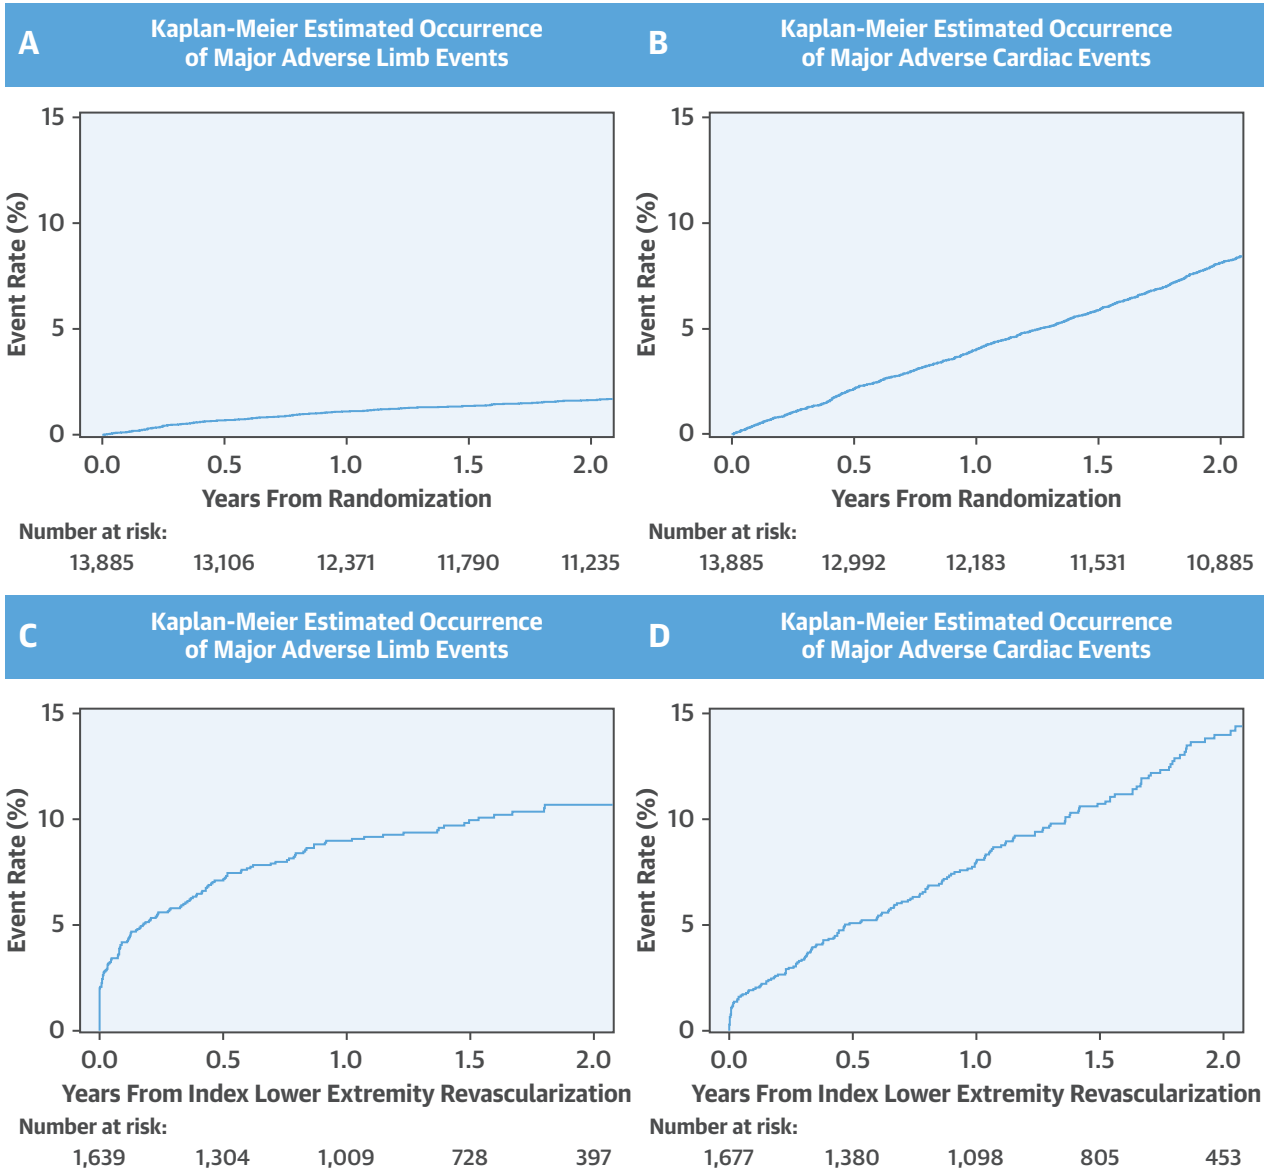 A
Kaplan-Meier Estimated Occurrence
of Major Adverse Limb Events
15
10
5
0
Event Rate (%)
0.0 0.5 1.0 1.5 2.0
Years From Randomization
Number at risk:
13,885 13,106 12,371 11,790 11,235
B
Kaplan-Meier Estimated Occurrence
of Major Adverse Cardiac Events
15
10
5
0
Event Rate (%)
0.0 0.5 1.0 1.5 2.0
Years From Randomization
Number at risk:
13,885 12,992 12,183 11,531 10,885
C
Kaplan-Meier Estimated Occurrence
of Major Adverse Limb Events
15
10
5
0
Event Rate (%)
0.0 0.5 1.0 1.5 2.0
Years From Index Lower Extremity Revascularization
Number at risk:
1,639 1,304 1,009 728 397
D
Kaplan-Meier Estimated Occurrence
of Major Adverse Cardiac Events
15
10
5
0
Event Rate (%)
0.0 0.5 1.0 1.5 2.0
Years From Index Lower Extremity Revascularization
Number at risk:
1,677 1,380 1,098 805 453